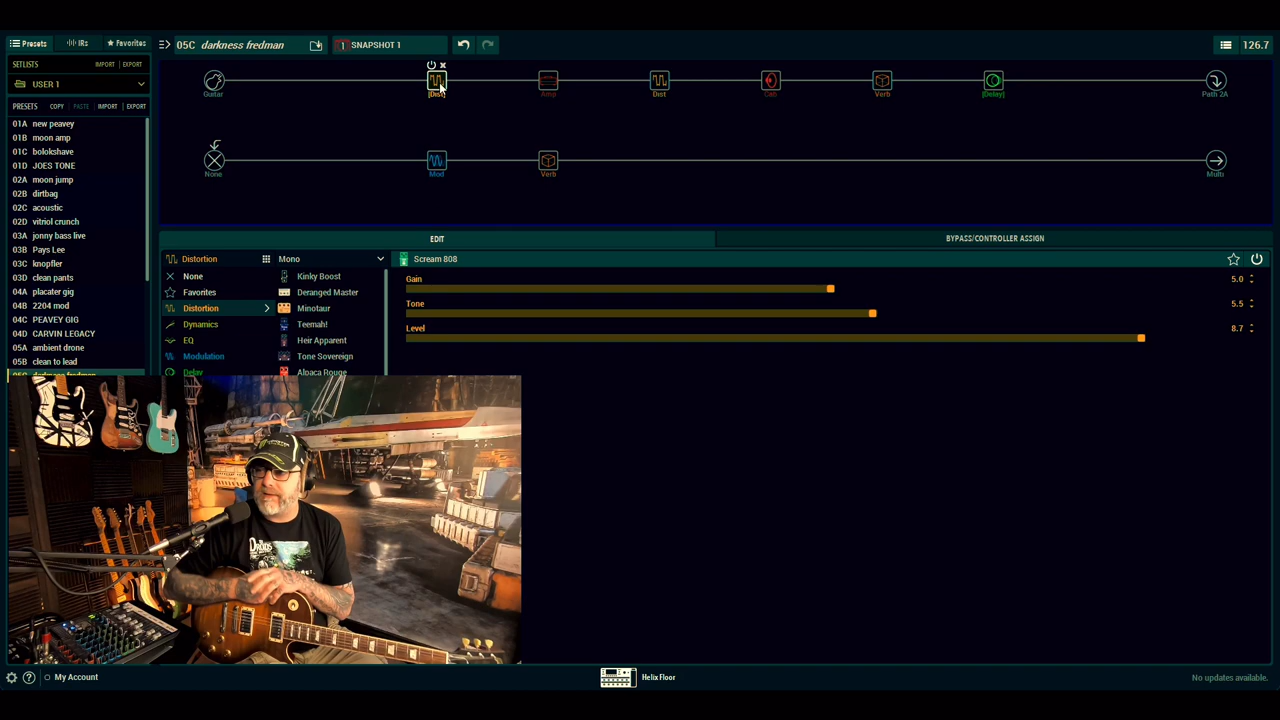 Presets IRs Favorites 05C darkness fredman 1 SNAPSHOT 1 126.7
SETLISTS IMPORT EXPORT
USER 1
PRESETS COPY PASTE IMPORT EXPORT
Guitar |Dist| Amp Dist Cab Verb |Delay| Path 2A
None Mod Verb Multi
01A new peavey
01B moon amp
01C bolokshave
01D JOES TONE
02A moon jump
02B dirtbag
02C acoustic
02D vitriol crunch
03A jonny bass live
03B Pays Lee
03C knopfler
03D clean pants
04A placater gig
04B 2204 mod
04C PEAVEY GIG
04D CARVIN LEGACY
05A ambient drone
05B clean to lead
05C darkness fredman
EDIT BYPASS/CONTROLLER ASSIGN
Distortion Mono Scream 808
None Kinky Boost
Favorites Deranged Master
Distortion Minotaur
Dynamics Teemah!
EQ Heir Apparent
Modulation Tone Sovereign
Delay Alpaca Rouge
Gain 5.0
Tone 5.5
Level 8.7
? My Account Helix Floor No updates available.